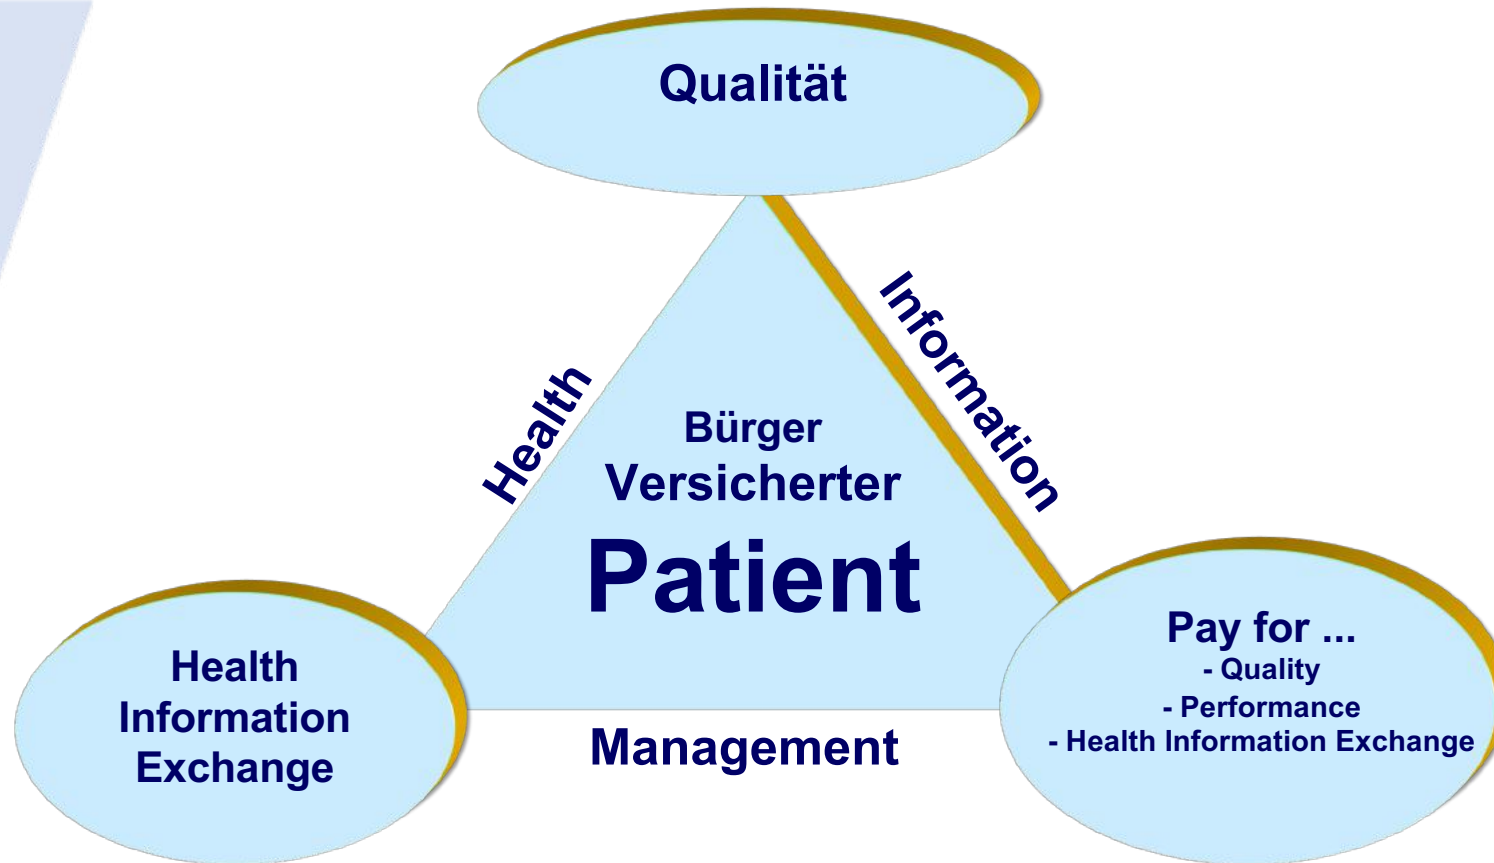 Qualität
Health
Information
Bürger
Versicherter
Patient
Health
Information
Exchange
Management
Pay for ...
- Quality
- Performance
- Health Information Exchange